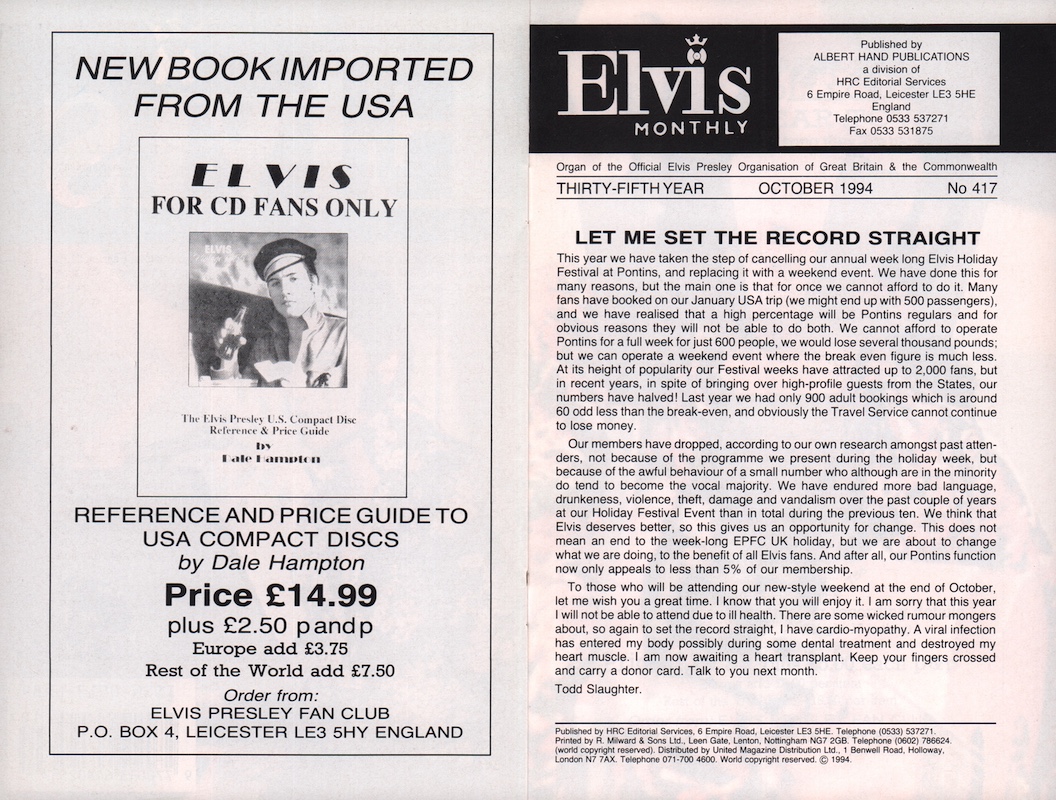 NEW BOOK IMPORTED
FROM THE USA
ELVIS
FOR CD FANS ONLY
ELVIS
The Elvis Presley U.S. Compact Disc
Reference & Price Guide
by
Dale Hampton
REFERENCE AND PRICE GUIDE TO
USA COMPACT DISCS
by Dale Hampton
Price £14.99
plus £2.50 p and p
Europe add £3.75
Rest of the World add £7.50
Order from:
ELVIS PRESLEY FAN CLUB
P.O. BOX 4, LEICESTER LE3 5HY ENGLAND
Elvis
MONTHLY
Published by
ALBERT HAND PUBLICATIONS
a division of
HRC Editorial Services
6 Empire Road, Leicester LE3 5HE
England
Telephone 0533 537271
Fax 0533 531875
Organ of the Official Elvis Presley Organisation of Great Britain & the Commonwealth
THIRTY-FIFTH YEAR OCTOBER 1994 No 417
LET ME SET THE RECORD STRAIGHT
This year we have taken the step of cancelling our annual week long Elvis Holiday
Festival at Pontins, and replacing it with a weekend event. We have done this for
many reasons, but the main one is that for once we cannot afford to do it. Many
fans have booked on our January USA trip (we might end up with 500 passengers),
and we have realised that a high percentage will be Pontins regulars and for
obvious reasons they will not be able to do both. We cannot afford to operate
Pontins for a full week for just 600 people, we would lose several thousand pounds;
but we can operate a weekend event where the break even figure is much less.
At its height of popularity our Festival weeks have attracted up to 2,000 fans, but
in recent years, in spite of bringing over high-profile guests from the States, our
numbers have halved! Last year we had only 900 adult bookings which is around
60 odd less than the break-even, and obviously the Travel Service cannot continue
to lose money.
Our members have dropped, according to our own research amongst past atten-
ders, not because of the programme we present during the holiday week, but
because of the awful behaviour of a small number who although are in the minority
do tend to become the vocal majority. We have endured more bad language,
drunkeness, violence, theft, damage and vandalism over the past couple of years
at our Holiday Festival Event than in total during the previous ten. We think that
Elvis deserves better, so this gives us an opportunity for change. This does not
mean an end to the week-long EPFC UK holiday, but we are about to change
what we are doing, to the benefit of all Elvis fans. And after all, our Pontins function
now only appeals to less than 5% of our membership.
To those who will be attending our new-style weekend at the end of October,
let me wish you a great time. I know that you will enjoy it. I am sorry that this year
I will not be able to attend due to ill health. There are some wicked rumour mongers
about, so again to set the record straight, I have cardio-myopathy. A viral infection
has entered my body possibly during some dental treatment and destroyed my
heart muscle. I am now awaiting a heart transplant. Keep your fingers crossed
and carry a donor card. Talk to you next month.
Todd Slaughter.
Published by HRC Editorial Services, 6 Empire Road, Leicester LE3 5HE. Telephone (0533) 537271.
Printed by R. Milward & Sons Ltd., Leen Gate, Lenton, Nottingham NG7 2GB. Telephone (0602) 786624.
(world copyright reserved). Distributed by United Magazine Distribution Ltd., 1 Benwell Road, Holloway,
London N7 7AX. Telephone 071-700 4600. World copyright reserved. © 1994.